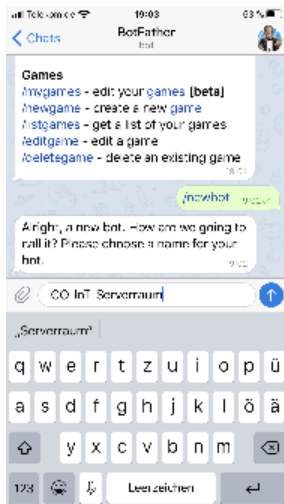 Telekom.de 19:03 63 %
Chats
BotFather
bot
Games
/mygames - edit your games [beta]
/newgame - create a new game
/listgames - get a list of your games
/editgame - edit a game
/deletegame - delete an existing game
19:01
/newbot
Alright, a new bot. How are we going to
call it? Please choose a name for your
bot.
Serverraum
„Serverraum“
q w e r t z u i o p ü
a s d f g h j k l ö ä
y x c v b n m
123 Leerzeichen